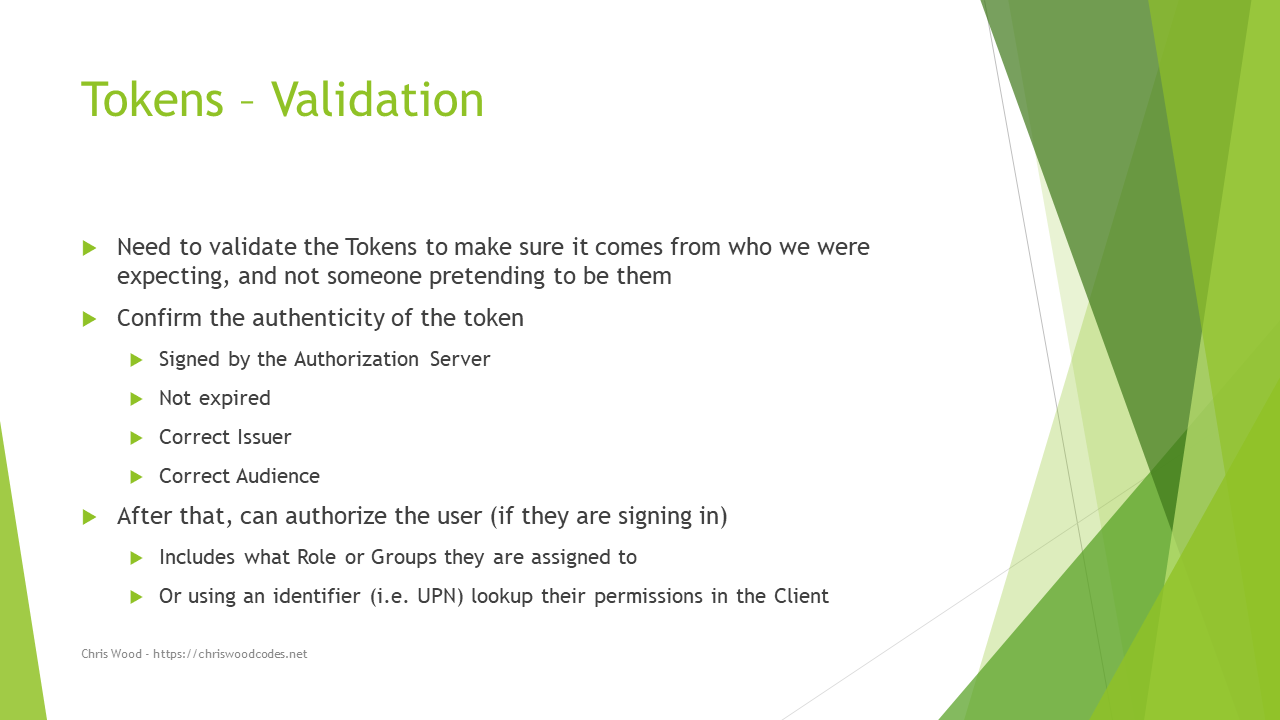 Tokens – Validation
Need to validate the Tokens to make sure it comes from who we were
expecting, and not someone pretending to be them
Confirm the authenticity of the token
Signed by the Authorization Server
Not expired
Correct Issuer
Correct Audience
After that, can authorize the user (if they are signing in)
Includes what Role or Groups they are assigned to
Or using an identifier (i.e. UPN) lookup their permissions in the Client
Chris Wood - https://chriswoodcodes.net